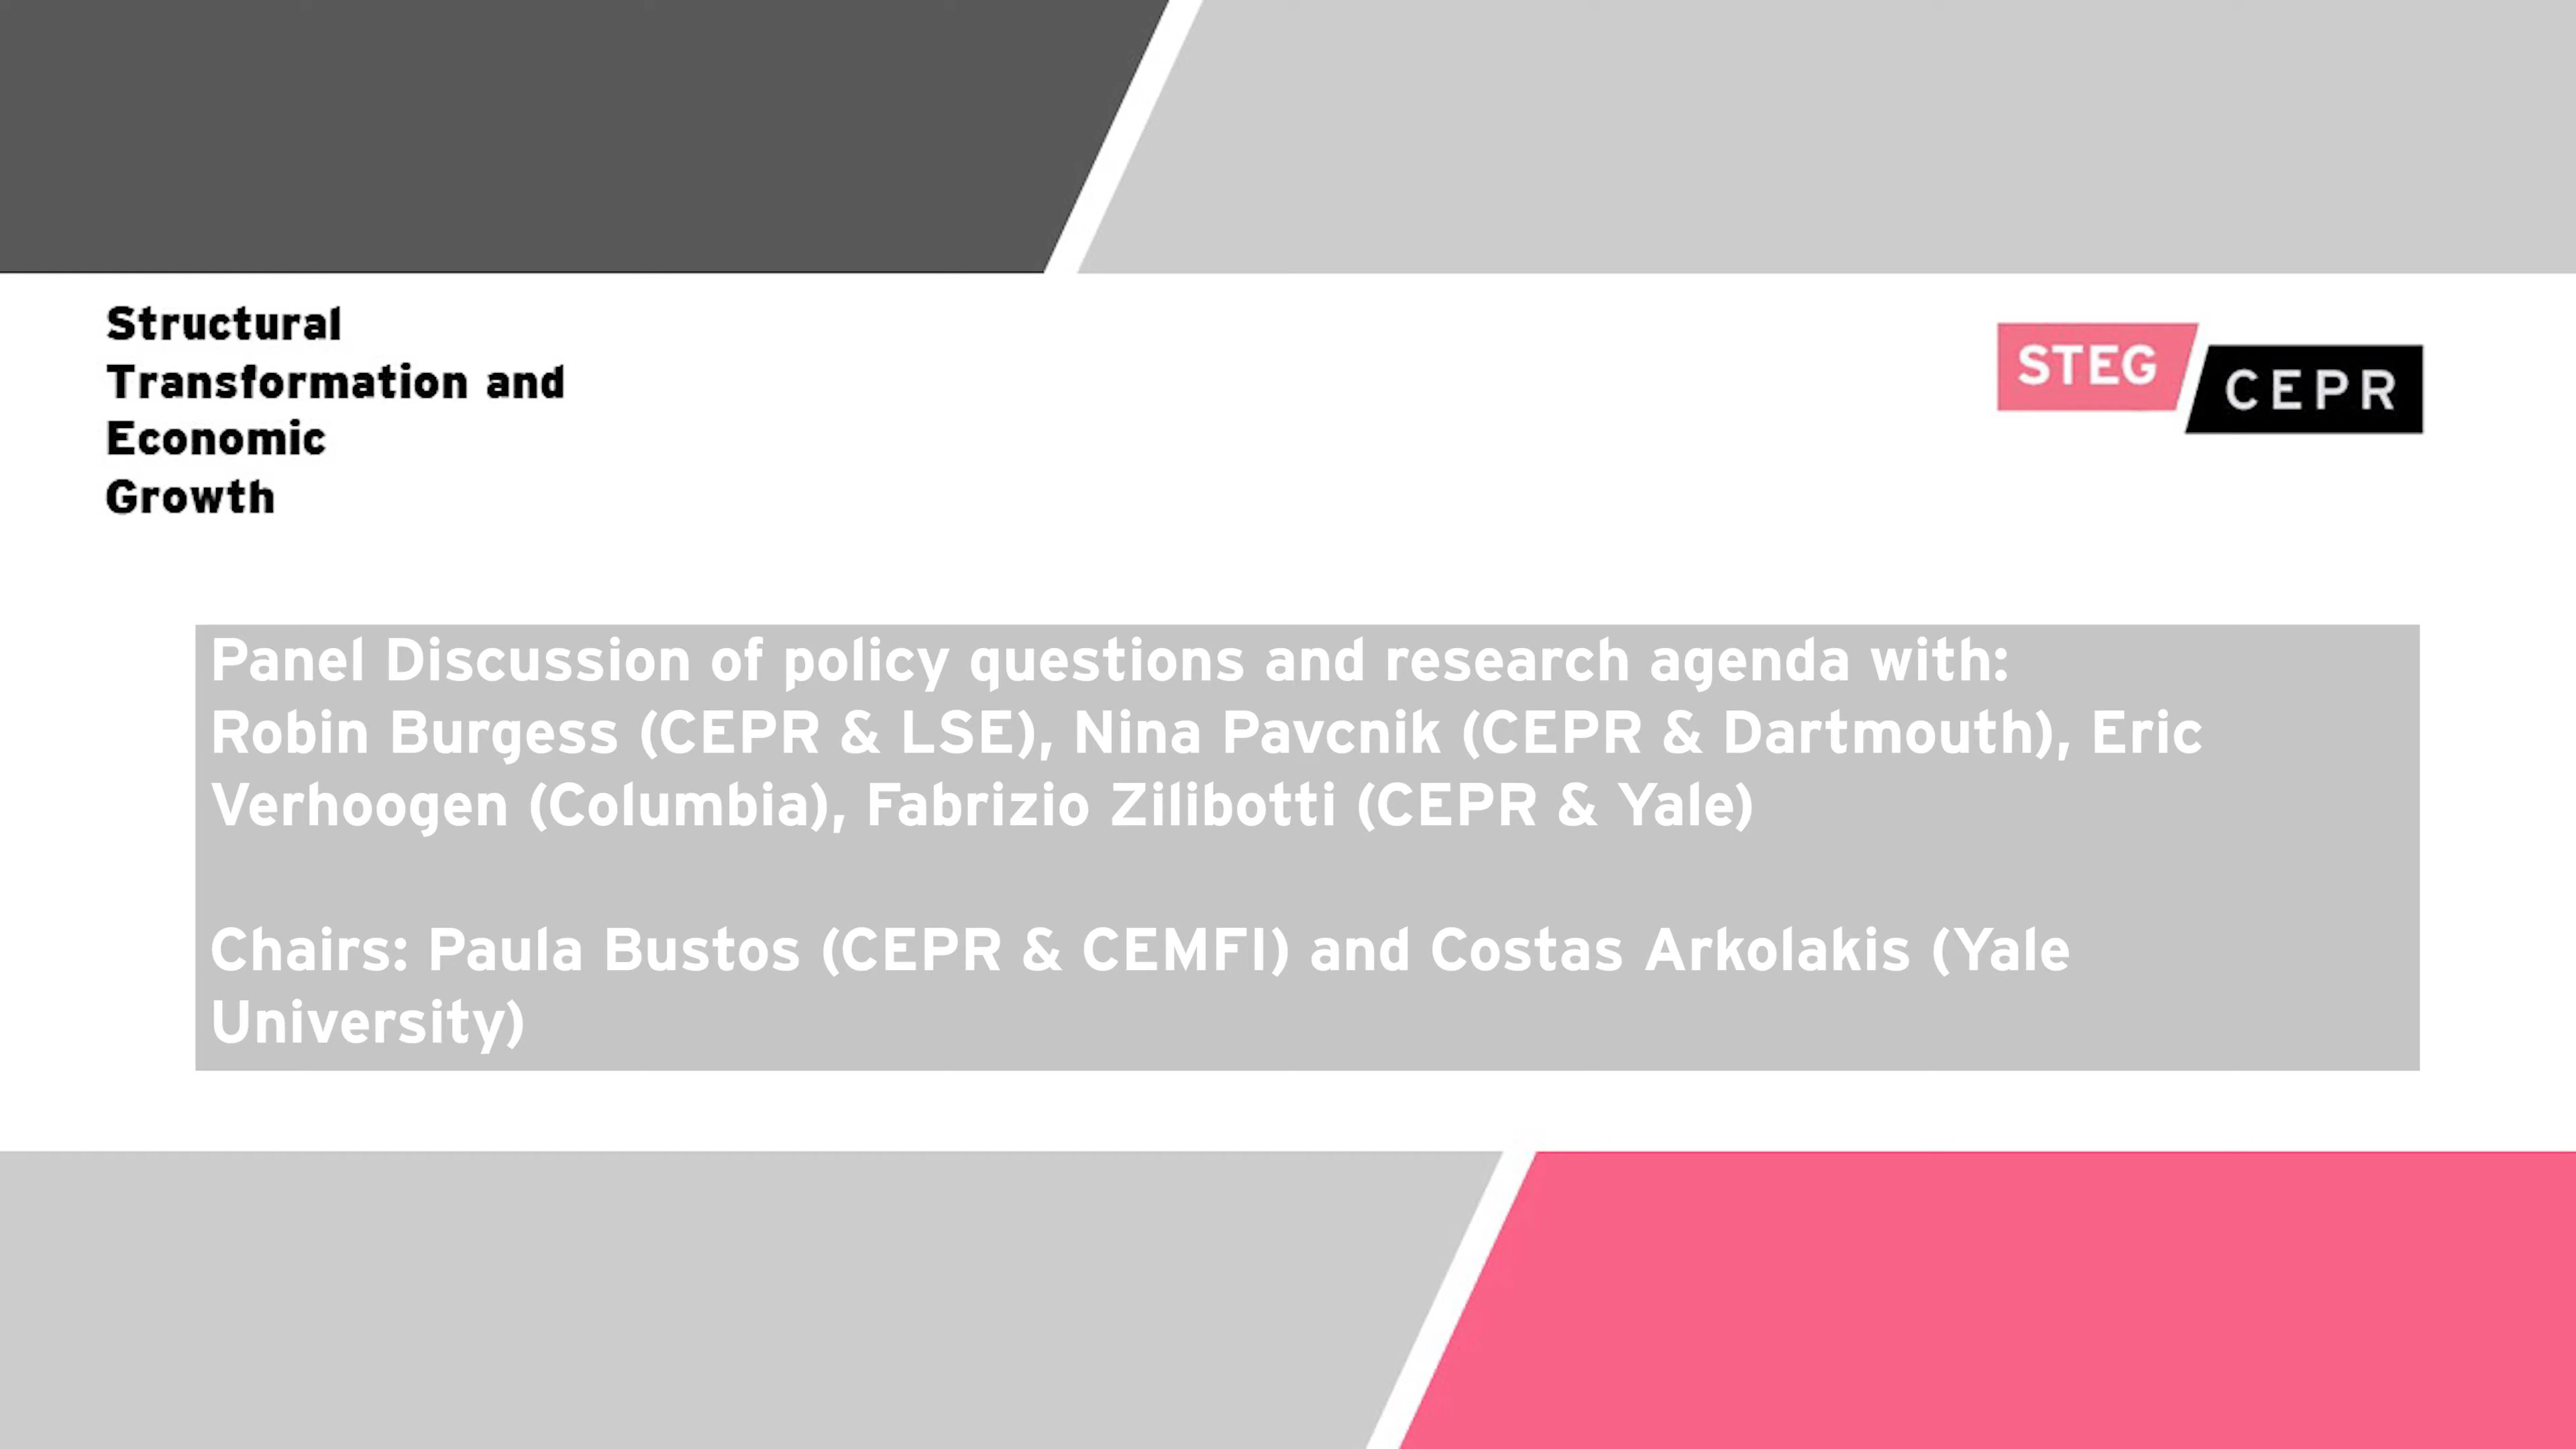 Structural
Transformation and
Economic
Growth
STEG
CEPR
Panel Discussion of policy questions and research agenda with:
Robin Burgess (CEPR & LSE), Nina Pavcnik (CEPR & Dartmouth), Eric
Verhoogen (Columbia), Fabrizio Zilibotti (CEPR & Yale)
Chairs: Paula Bustos (CEPR & CEMFI) and Costas Arkolakis (Yale
University)